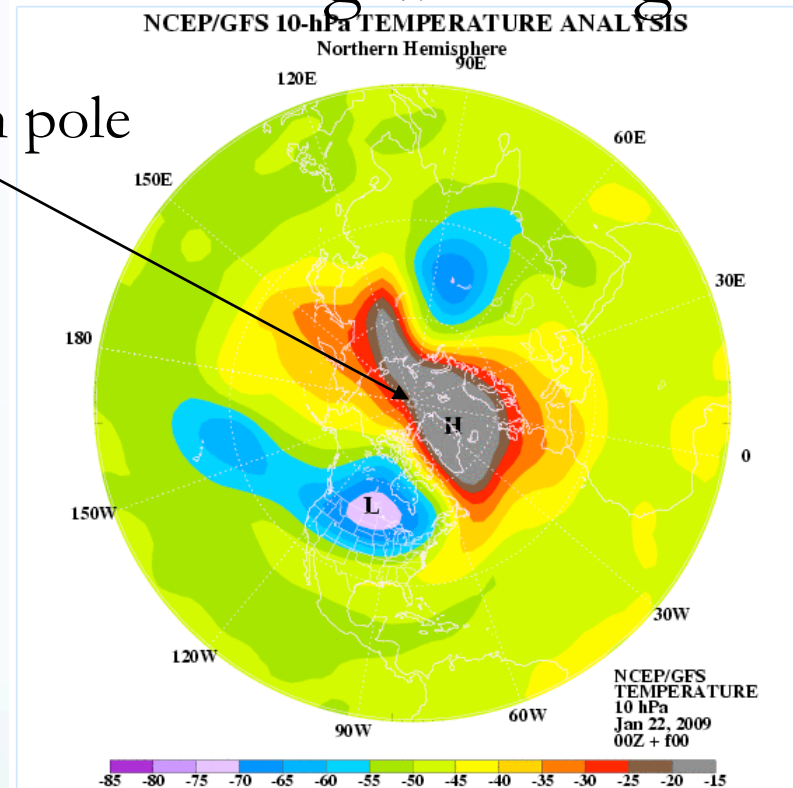 NCEP/GFS 10-hPa TEMPERATURE ANALYSIS
Northern Hemisphere
90E
120E
pole
60E
150E
30E
180
H
0
L
150W
30W
120W
60W
90W
NCEP/GFS
TEMPERATURE
10 hPa
Jan 22, 2009
00Z + f00
-85 -80 -75 -70 -65 -60 -55 -50 -45 -40 -35 -30 -25 -20 -15